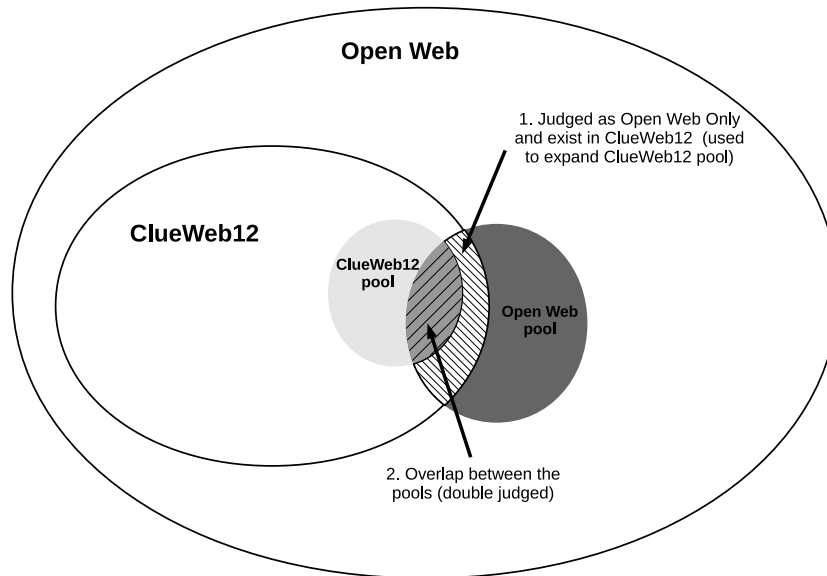 Open Web
1. Judged as Open Web Only
and exist in ClueWeb12 (used
to expand ClueWeb12 pool)
ClueWeb12
ClueWeb12
pool
Open Web
pool
2. Overlap between the
pools (double judged)